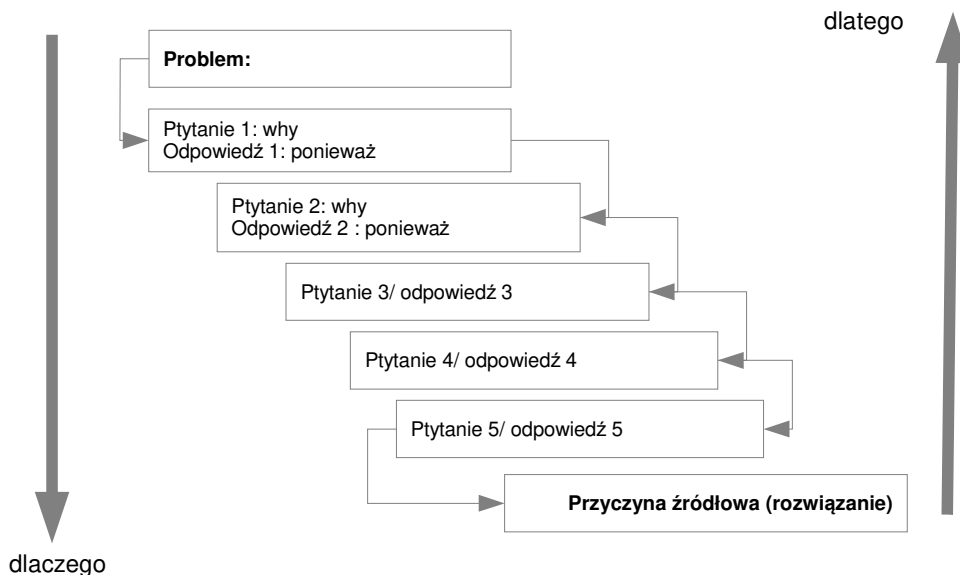 dlatego
Problem:
Ptytanie 1: why
Odpowiedź 1: ponieważ
Ptytanie 2: why
Odpowiedź 2 : ponieważ
Ptytanie 3/ odpowiedź 3
Ptytanie 4/ odpowiedź 4
Ptytanie 5/ odpowiedź 5
Przyczyna źródłowa (rozwiązanie)
dlaczego